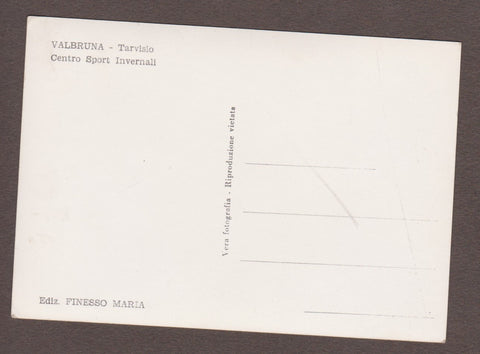 VALBRUNA - Tarvisio
Centro Sport Invernali
Vera fotografia - Riproduzione vietata
Ediz. FINESSO MARIA